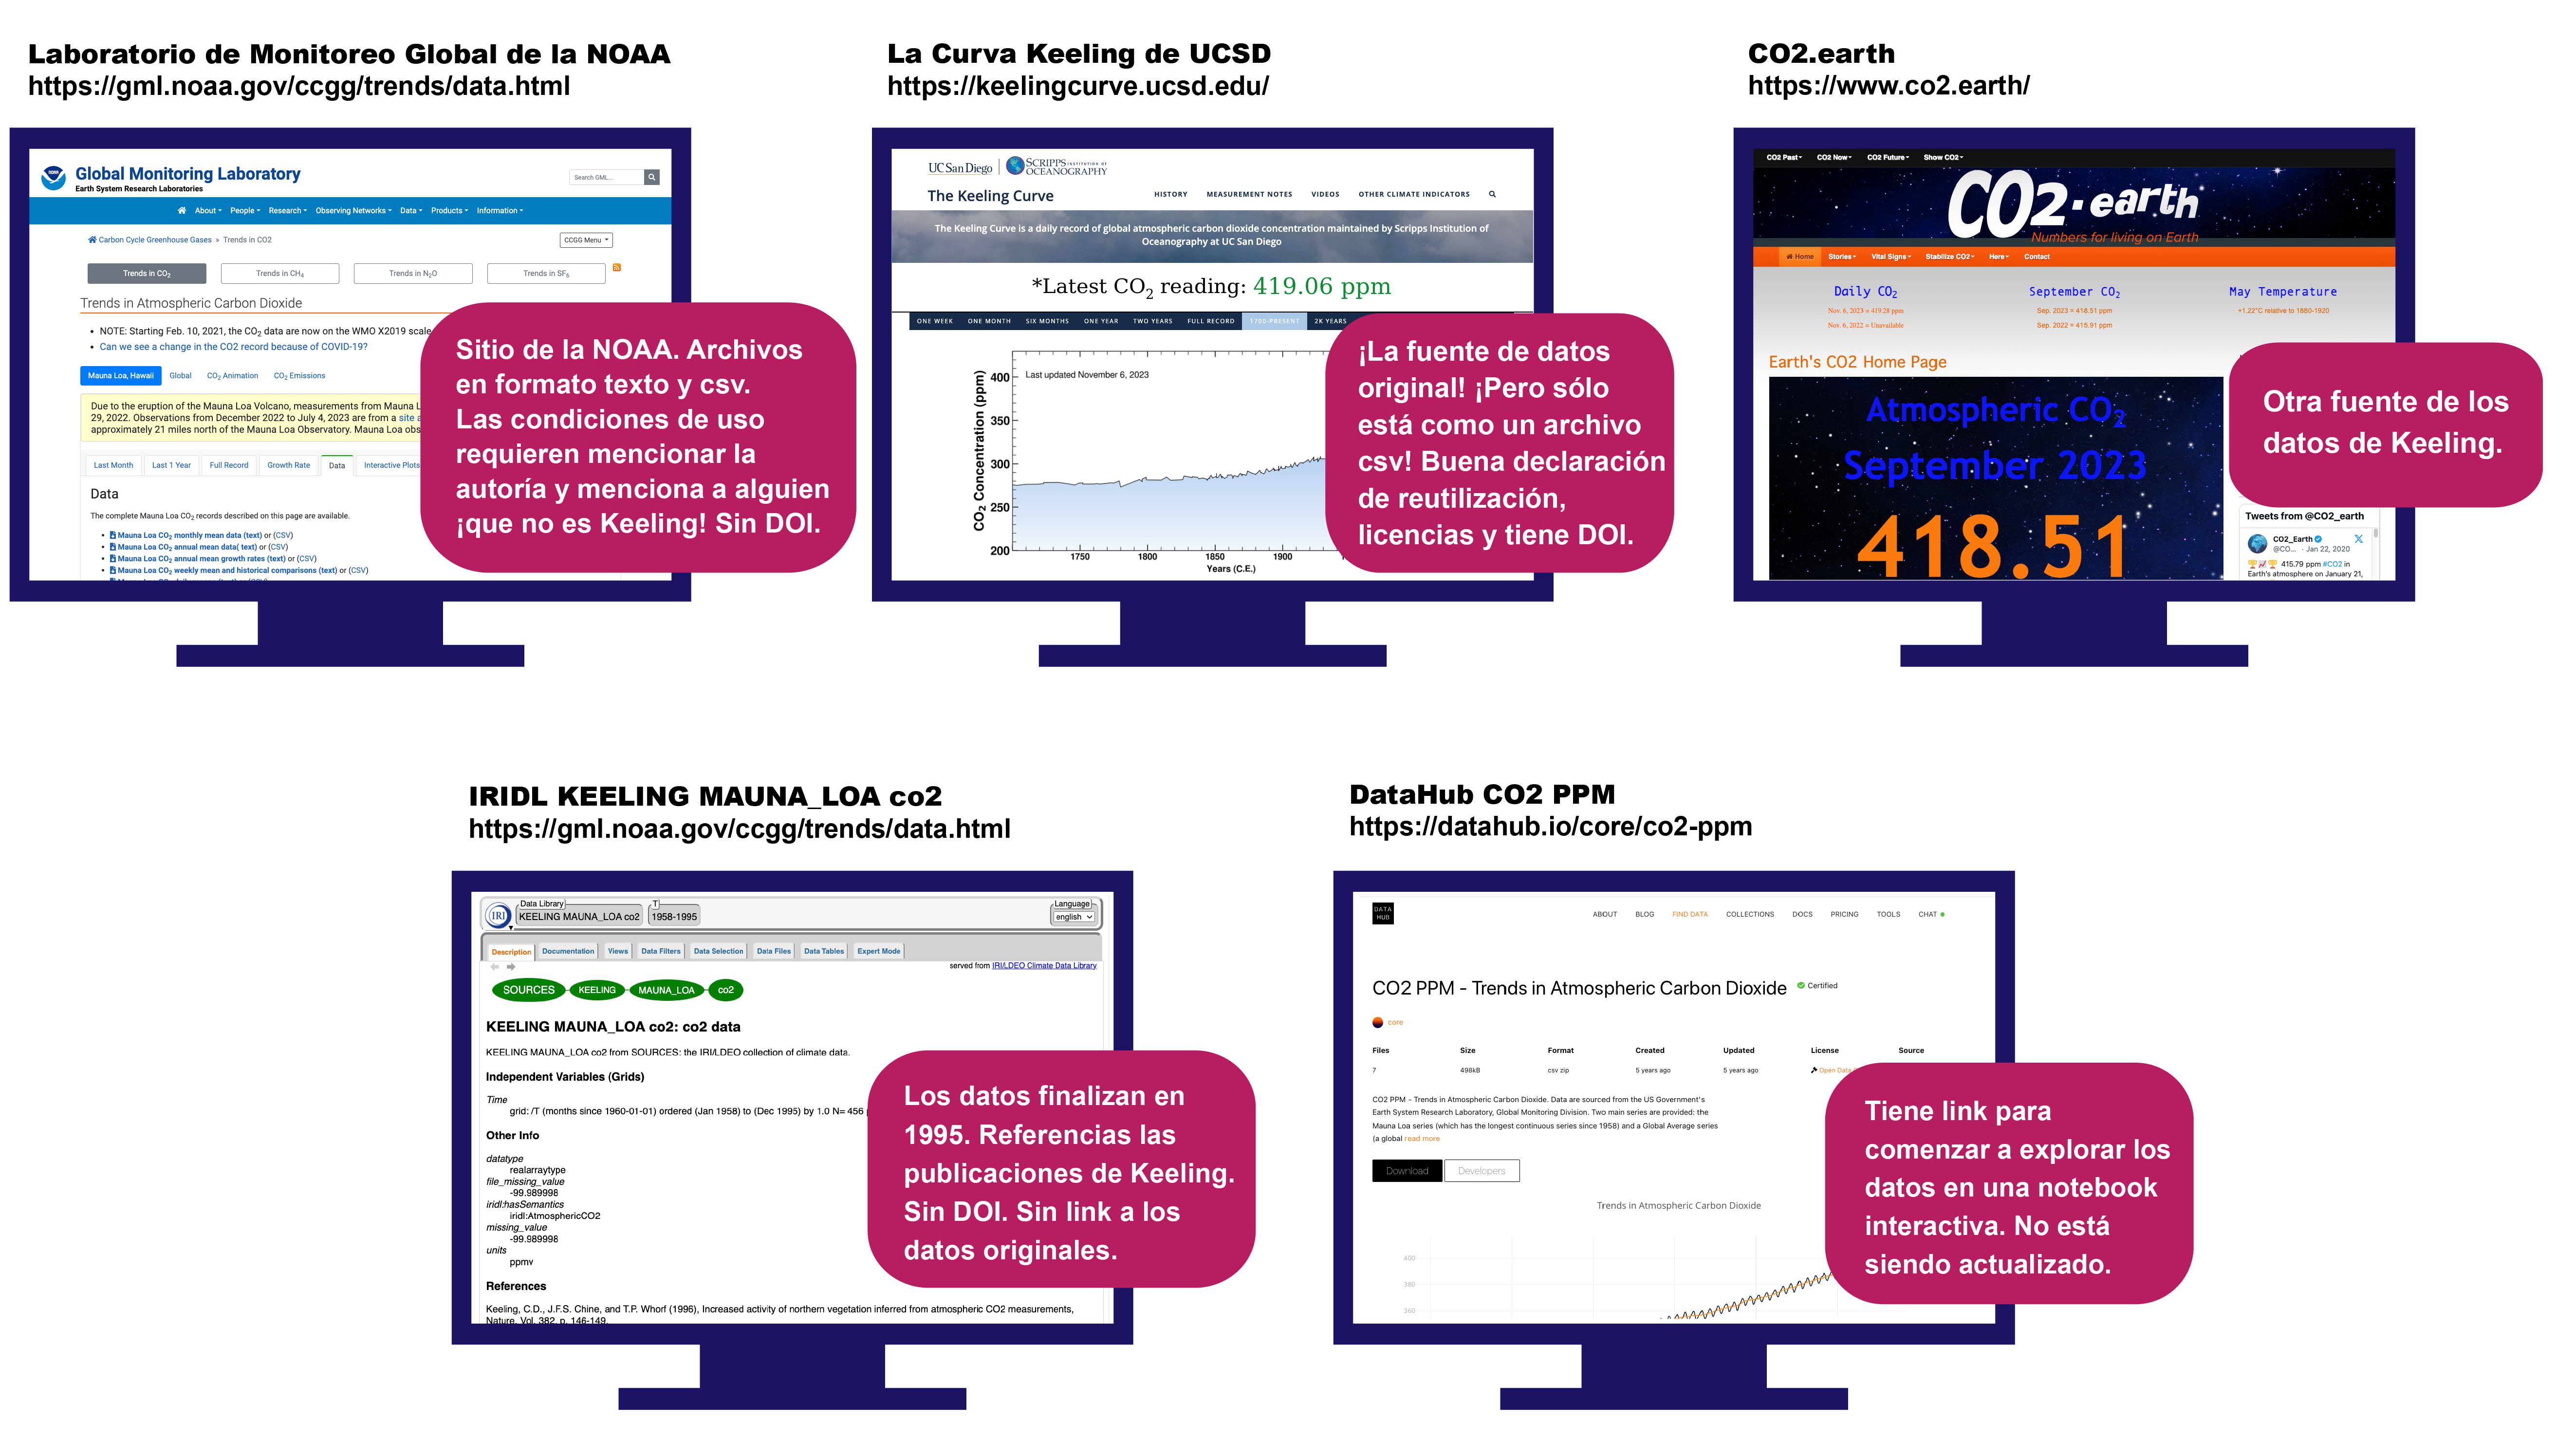 Laboratorio de Monitoreo Global de la NOAA
https://gml.noaa.gov/ccgg/trends/data.html
Global Monitoring Laboratory
Earth System Research Laboratories
Search GML...
About
People
Research
Observing Networks
Data
Products
Information
Carbon Cycle Greenhouse Gases » Trends in CO2
CCGG Menu
Trends in CO2
Trends in CH4
Trends in N2O
Trends in SF6
Trends in Atmospheric Carbon Dioxide
• NOTE: Starting Feb. 10, 2021, the CO2 data are now on the WMO X2019 scale
• Can we see a change in the CO2 record because of COVID-19?
Mauna Loa, Hawaii
Global
CO2 Animation
CO2 Emissions
Due to the eruption of the Mauna Loa Volcano, measurements from Mauna L
29, 2022. Observations from December 2022 to July 4, 2023 are from a site
approximately 21 miles north of the Mauna Loa Observatory. Mauna Loa obs
Last Month
Last 1 Year
Full Record
Growth Rate
Data
Interactive Plots
Data
The complete Mauna Loa CO2 records described on this page are available.
• Mauna Loa CO2 monthly mean data (text) or (CSV)
• Mauna Loa CO2 annual mean data( text) or (CSV)
• Mauna Loa CO2 annual mean growth rates (text) or (CSV)
• Mauna Loa CO2 weekly mean and historical comparisons (text) or (CSV)
Sitio de la NOAA. Archivos
en formato texto y csv.
Las condiciones de uso
requieren mencionar la
autoría y menciona a alguien
¡que no es Keeling! Sin DOI.
La Curva Keeling de UCSD
https://keelingcurve.ucsd.edu/
UC San Diego
SCRIPPS INSTITUTION OF
OCEANOGRAPHY
The Keeling Curve
HISTORY
MEASUREMENT NOTES
VIDEOS
OTHER CLIMATE INDICATORS
The Keeling Curve is a daily record of global atmospheric carbon dioxide concentration maintained by Scripps Institution of
Oceanography at UC San Diego
*Latest CO2 reading: 419.06 ppm
ONE WEEK
ONE MONTH
SIX MONTHS
ONE YEAR
TWO YEARS
FULL RECORD
1700-PRESENT
2K YEARS
Last updated November 6, 2023
CO2 Concentration (ppm)
400
350
300
250
200
1750
1800
1850
1900
Years (C.E.)
¡La fuente de datos
original! ¡Pero sólo
está como un archivo
csv! Buena declaración
de reutilización,
licencias y tiene DOI.
CO2.earth
https://www.co2.earth/
CO2 Past
CO2 Now
CO2 Future
Show CO2
CO2•earth
Numbers for living on Earth
Home
Stories
Vital Signs
Stabilize CO2
Here
Contact
Daily CO2
Nov. 6, 2023 = 419.28 ppm
Nov. 6, 2022 = Unavailable
September CO2
Sep. 2023 = 418.51 ppm
Sep. 2022 = 415.91 ppm
May Temperature
+1.22°C relative to 1880-1920
Earth's CO2 Home Page
Atmospheric CO2
September 2023
418.51
Otra fuente de los
datos de Keeling.
Tweets from @CO2_earth
CO2_Earth
@CO... · Jan 22, 2020
415.79 ppm #CO2 in
Earth's atmosphere on January 21,
IRIDL KEELING MAUNA_LOA co2
https://gml.noaa.gov/ccgg/trends/data.html
IRI
Data Library
KEELING MAUNA_LOA co2
T
1958-1995
Language
english
Description
Documentation
Views
Data Filters
Data Selection
Data Files
Data Tables
Expert Mode
served from IRI/LDEO Climate Data Library
SOURCES
KEELING
MAUNA_LOA
co2
KEELING MAUNA_LOA co2: co2 data
KEELING MAUNA_LOA co2 from SOURCES: the IRI/LDEO collection of climate data.
Independent Variables (Grids)
Time
grid: /T (months since 1960-01-01) ordered (Jan 1958) to (Dec 1995) by 1.0 N= 456
Other Info
datatype
realarraytype
file_missing_value
-99.989998
iridl:hasSemantics
iridl:AtmosphericCO2
missing_value
-99.989998
units
ppmv
References
Keeling, C.D., J.F.S. Chine, and T.P. Whorf (1996), Increased activity of northern vegetation inferred from atmospheric CO2 measurements,
Nature, Vol. 382, p. 146-149.
Los datos finalizan en
1995. Referencias las
publicaciones de Keeling.
Sin DOI. Sin link a los
datos originales.
DataHub CO2 PPM
https://datahub.io/core/co2-ppm
DATA
HUB
ABOUT
BLOG
FIND DATA
COLLECTIONS
DOCS
PRICING
TOOLS
CHAT
CO2 PPM - Trends in Atmospheric Carbon Dioxide
Certified
core
Files
Size
Format
Created
Updated
License
Source
7
498kB
csv zip
5 years ago
5 years ago
Open Data
CO2 PPM - Trends in Atmospheric Carbon Dioxide. Data are sourced from the US Government's
Earth System Research Laboratory, Global Monitoring Division. Two main series are provided: the
Mauna Loa series (which has the longest continuous series since 1958) and a Global Average series
(a global read more
Download
Developers
Trends in Atmospheric Carbon Dioxide
400
380
360
Tiene link para
comenzar a explorar los
datos en una notebook
interactiva. No está
siendo actualizado.